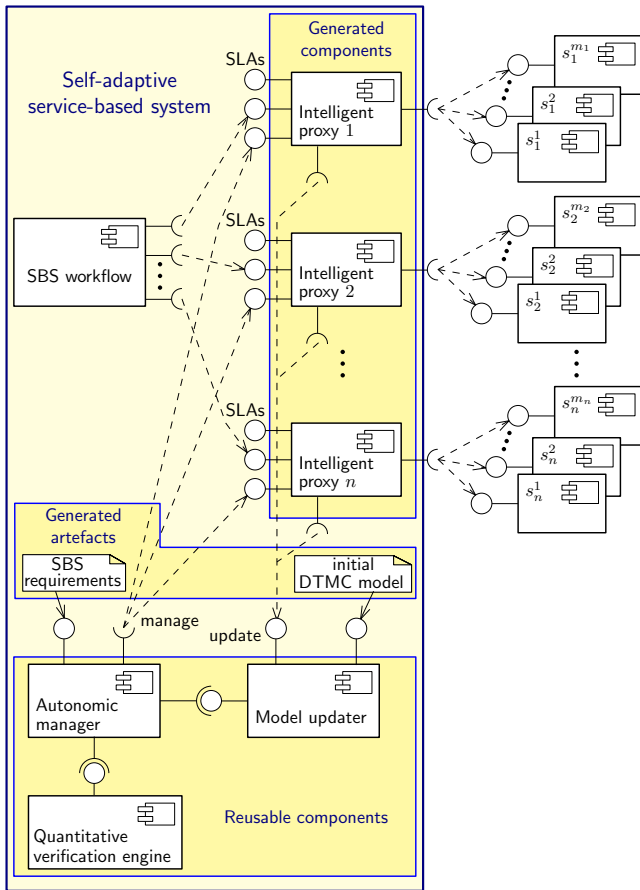 Generated
components
SLAs
Self-adaptive
service-based system
Intelligent
proxy 1
s_1^{m_1}
s_1^2
s_1^1
SBS workflow
SLAs
Intelligent
proxy 2
s_2^{m_2}
s_2^2
s_2^1
SLAs
Intelligent
proxy n
s_n^{m_n}
s_n^2
s_n^1
Generated
artefacts
SBS
requirements
initial
DTMC model
manage
update
Autonomic
manager
Model updater
Quantitative
verification engine
Reusable components